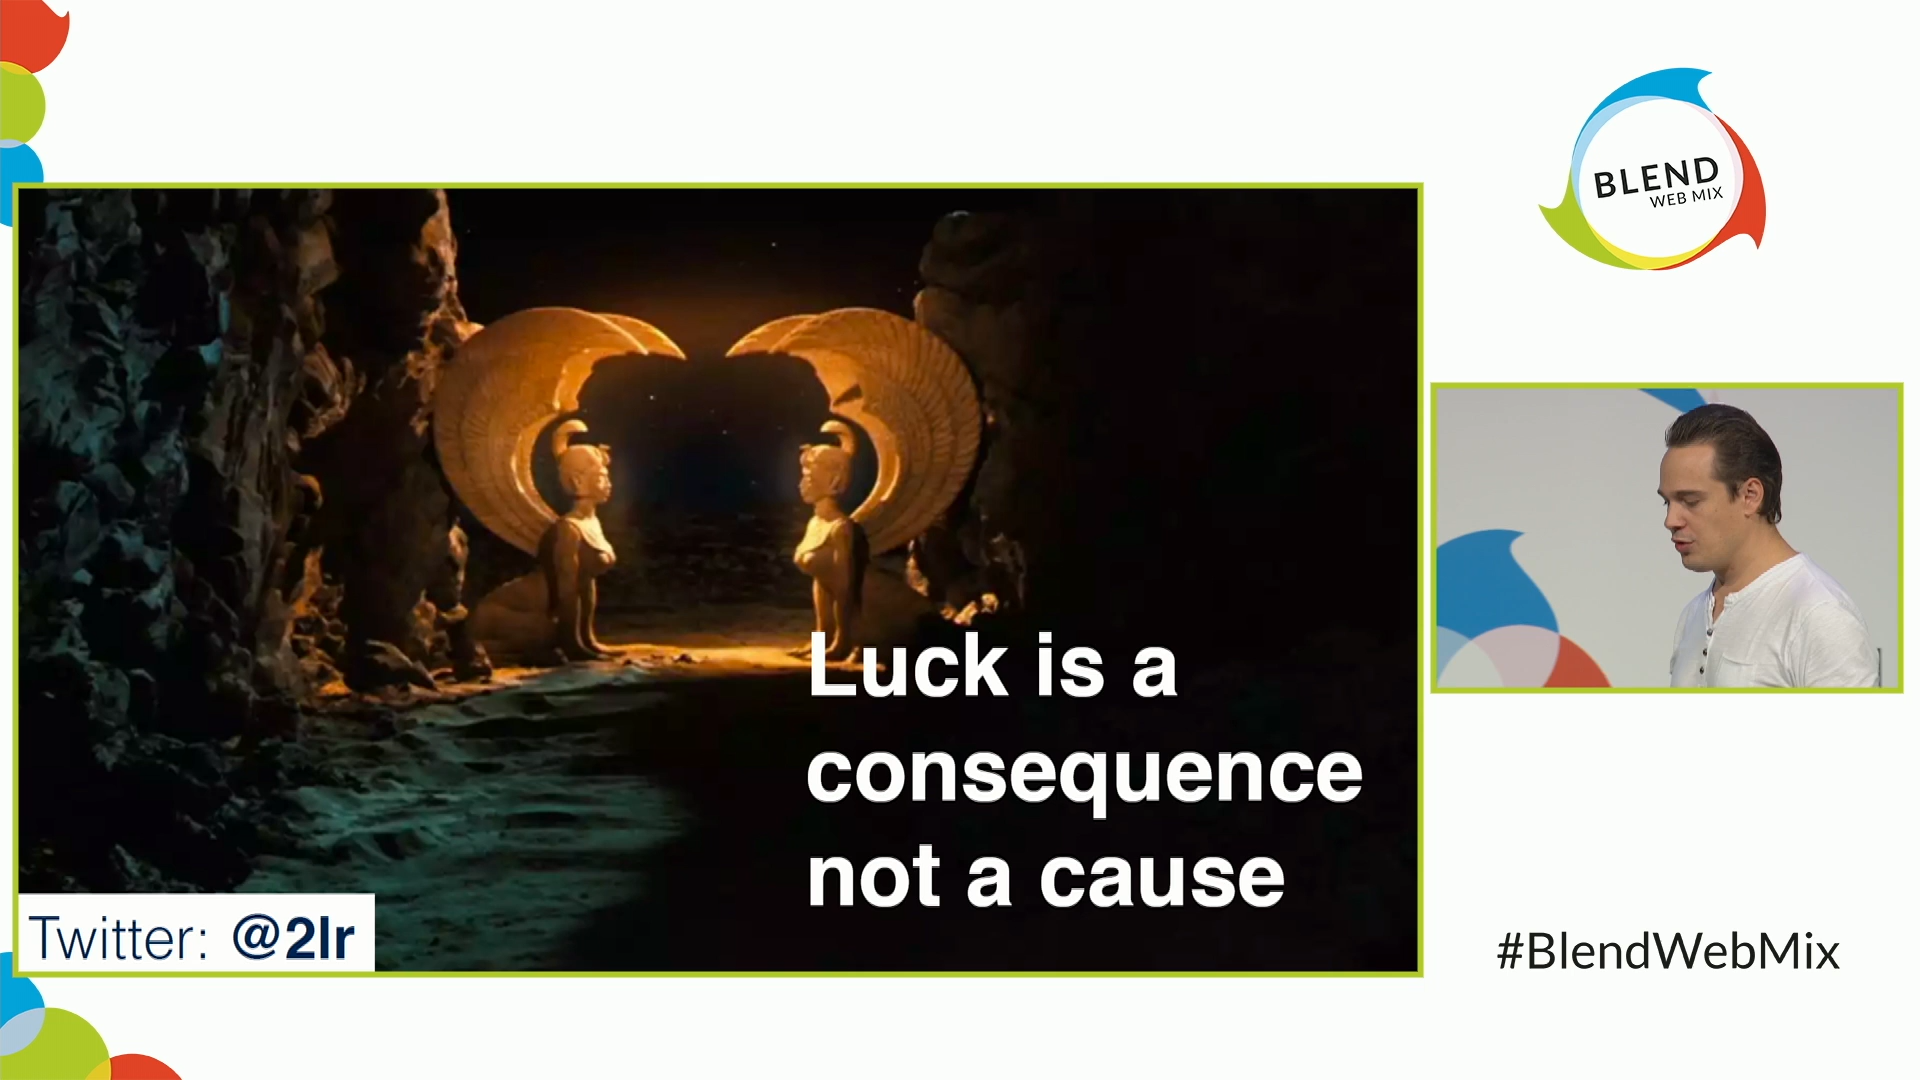 BLEND
WEB MIX
Luck is a
consequence
not a cause
Twitter: @2lr
#BlendWebMix